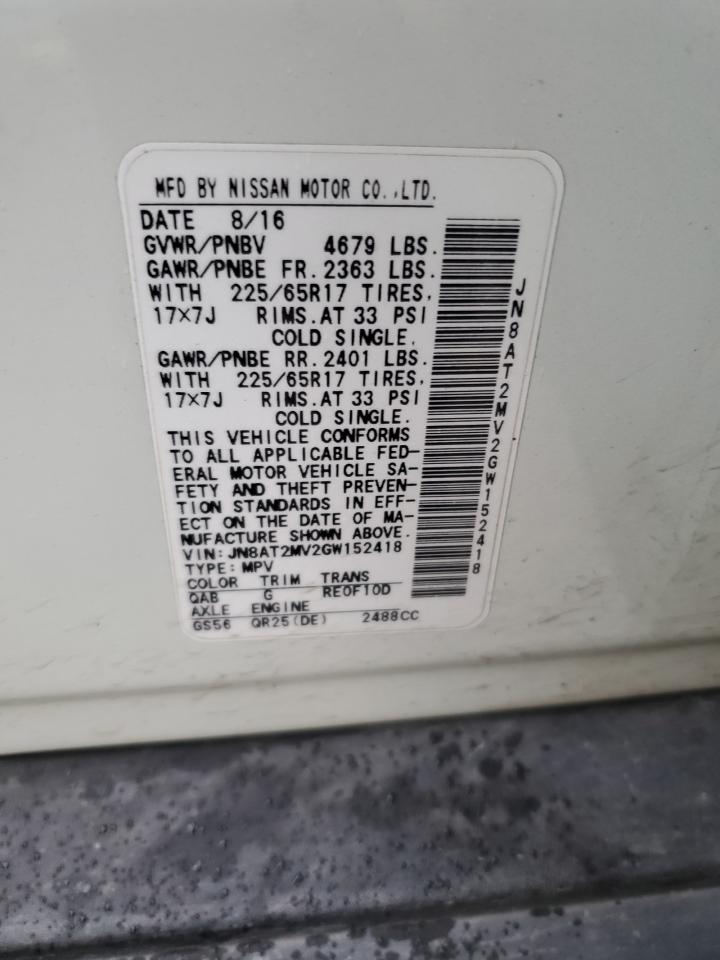 MFD BY NISSAN MOTOR CO.,LTD.
DATE 8/16
GVWR/PNBV 4679 LBS.
GAWR/PNBE FR. 2363 LBS.
WITH 225/65R17 TIRES,
17×7J RIMS. AT 33 PSI
COLD SINGLE.
GAWR/PNBE RR. 2401 LBS.
WITH 225/65R17 TIRES,
17×7J RIMS. AT 33 PSI
COLD SINGLE.
THIS VEHICLE CONFORMS
TO ALL APPLICABLE FED-
ERAL MOTOR VEHICLE SA-
FETY AND THEFT PREVEN-
TION STANDARDS IN EFF-
ECT ON THE DATE OF MA-
NUFACTURE SHOWN ABOVE.
VIN: JN8AT2MV2GW152418
TYPE: MPV
COLOR TRIM TRANS
QAB G RE0F10D
AXLE ENGINE
GS56 QR25(DE) 2488CC
JN8AT2MV2GW152418